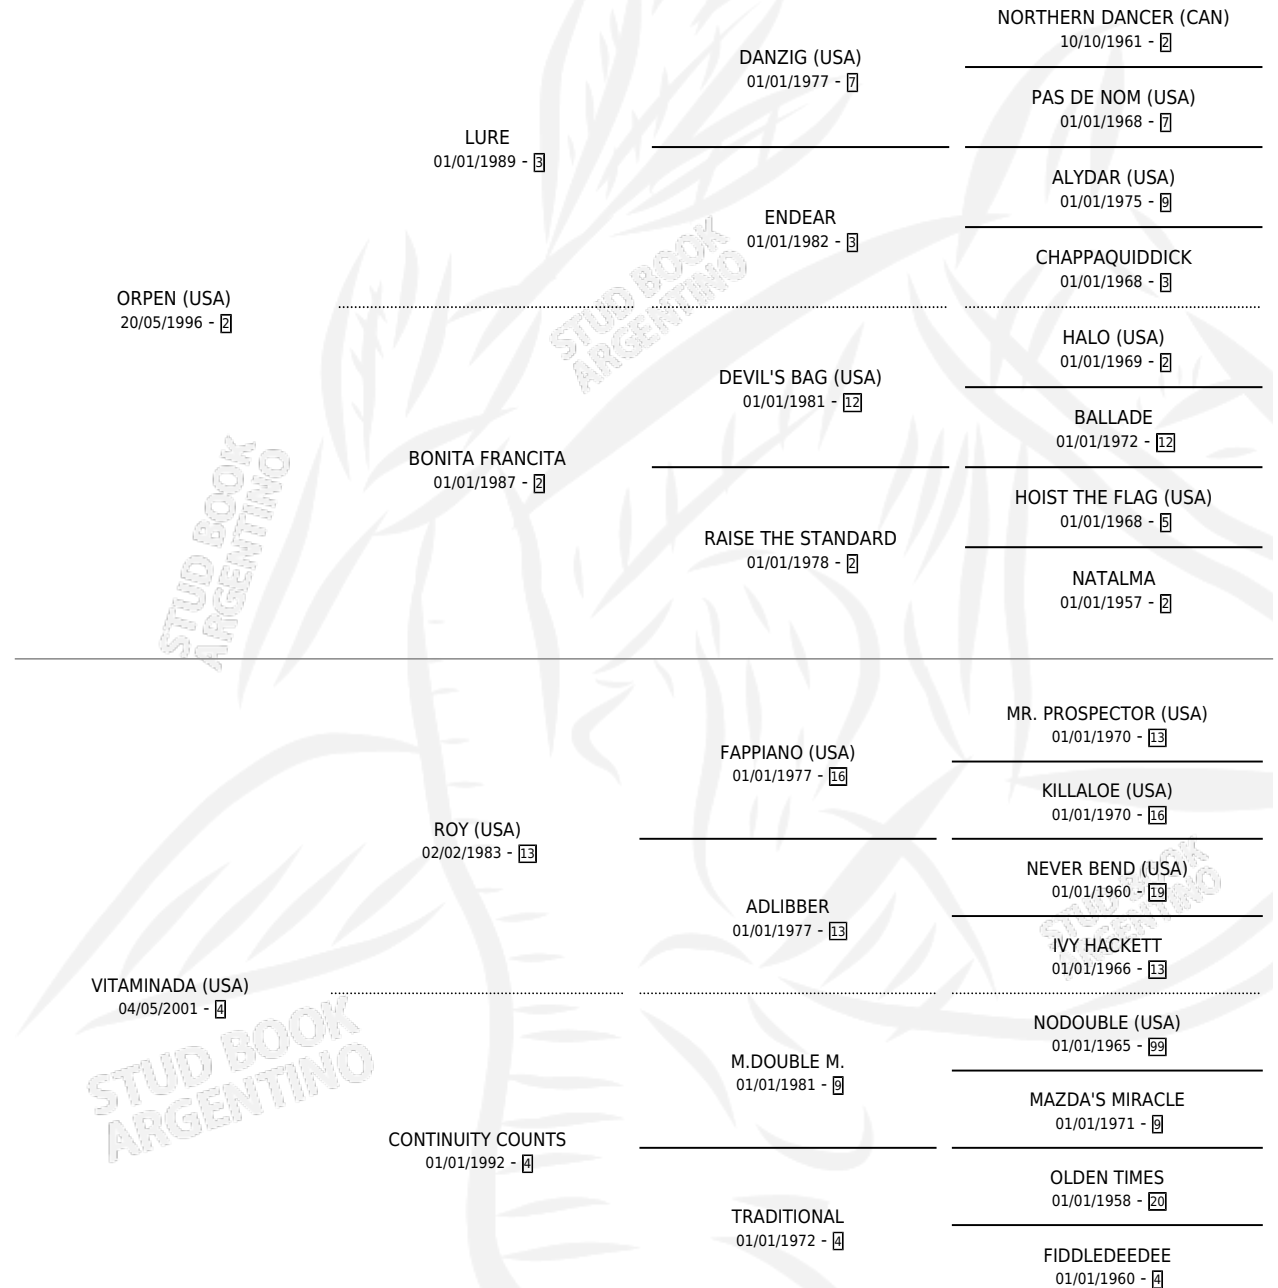 NORTHERN DANCER (CAN)
10/10/1961 - 2
DANZIG (USA)
01/01/1977 - 7
PAS DE NOM (USA)
01/01/1968 - 7
LURE
01/01/1989 - 3
ALYDAR (USA)
01/01/1975 - 9
ENDEAR
01/01/1982 - 3
CHAPPAQUIDDICK
01/01/1968 - 3
STUD BOOK
ARGENTINO
ORPEN (USA)
20/05/1996 - 2
HALO (USA)
01/01/1969 - 2
DEVIL'S BAG (USA)
01/01/1981 - 12
BALLADE
01/01/1972 - 12
BONITA FRANCITA
01/01/1987 - 2
HOIST THE FLAG (USA)
01/01/1968 - 5
RAISE THE STANDARD
01/01/1978 - 2
NATALMA
01/01/1957 - 2
STUD BOOK
ARGENTINO
MR. PROSPECTOR (USA)
01/01/1970 - 13
FAPPIANO (USA)
01/01/1977 - 16
KILLALOE (USA)
01/01/1970 - 16
ROY (USA)
02/02/1983 - 13
NEVER BEND (USA)
01/01/1960 - 19
ADLIBBER
01/01/1977 - 13
IVY HACKETT
01/01/1966 - 13
STUD BOOK
ARGENTINO
VITAMINADA (USA)
04/05/2001 - 4
NODOUBLE (USA)
01/01/1965 - 99
M.DOUBLE M.
01/01/1981 - 9
MAZDA'S MIRACLE
01/01/1971 - 9
STUD BOOK
ARGENTINO
CONTINUITY COUNTS
01/01/1992 - 4
OLDEN TIMES
01/01/1958 - 20
TRADITIONAL
01/01/1972 - 4
FIDDLEDEEDEE
01/01/1960 - 4